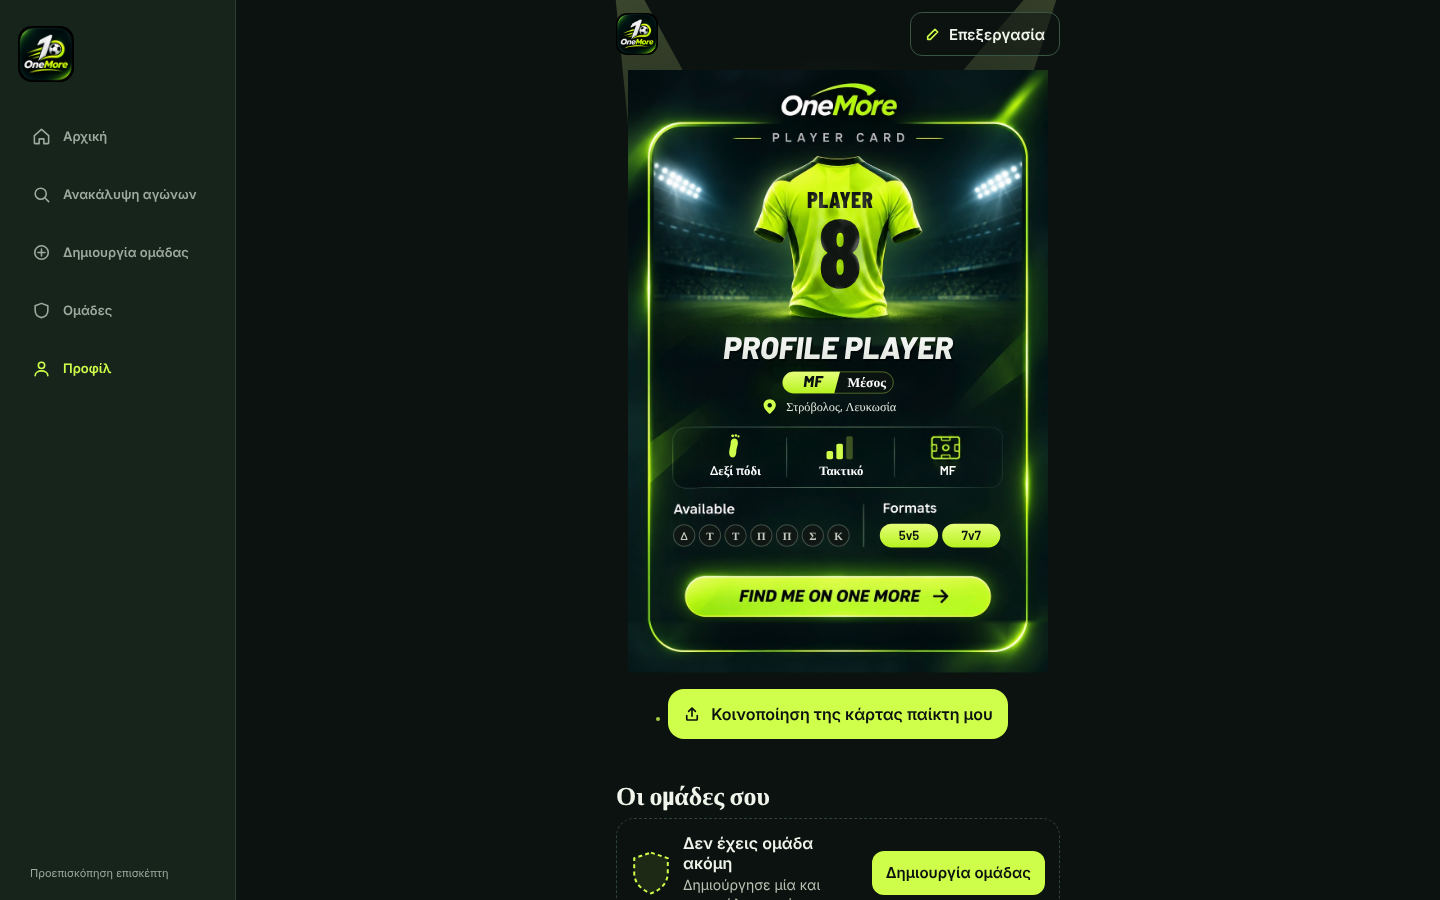 OneMore
Αρχική
Ανακάλυψη αγώνων
Δημιουργία ομάδας
Ομάδες
Προφίλ
Προεπισκόπηση επισκέπτη
OneMore
Επεξεργασία
OneMore
PLAYER CARD
PLAYER
8
PROFILE PLAYER
MF Μέσος
Στρόβολος, Λευκωσία
Δεξί πόδι Τακτικό MF
Available Formats
Δ Τ Τ Π Π Σ Κ 5v5 7v7
FIND ME ON ONE MORE
Κοινοποίηση της κάρτας παίκτη μου
Οι ομάδες σου
Δεν έχεις ομάδα
ακόμη
Δημιούργησε μία και
Δημιουργία ομάδας